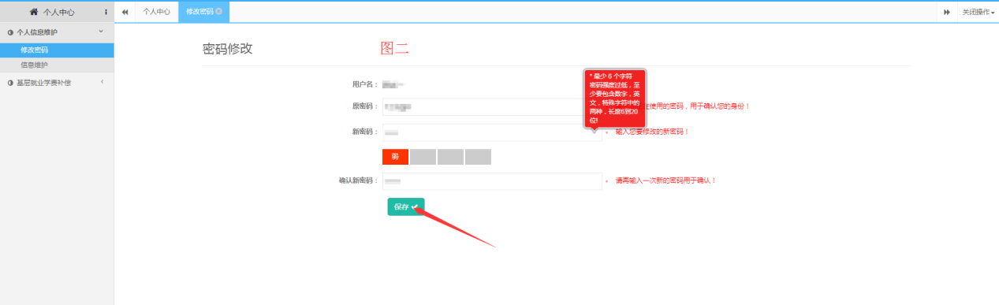 个人中心
个人中心
修改密码
关闭操作
个人信息维护
修改密码
信息维护
基层就业学费补偿
密码修改
图二
用户名：
* 最少 6 个字符
密码强度过低，至
少要包含数字，英
文，特殊字符中的
两种，长度6到20
位!
原密码：
使用的密码，用于确认您的身份！
新密码：
* 输入您要修改的新密码！
弱
确认新密码：
* 请再输入一次新的密码用于确认！
保存